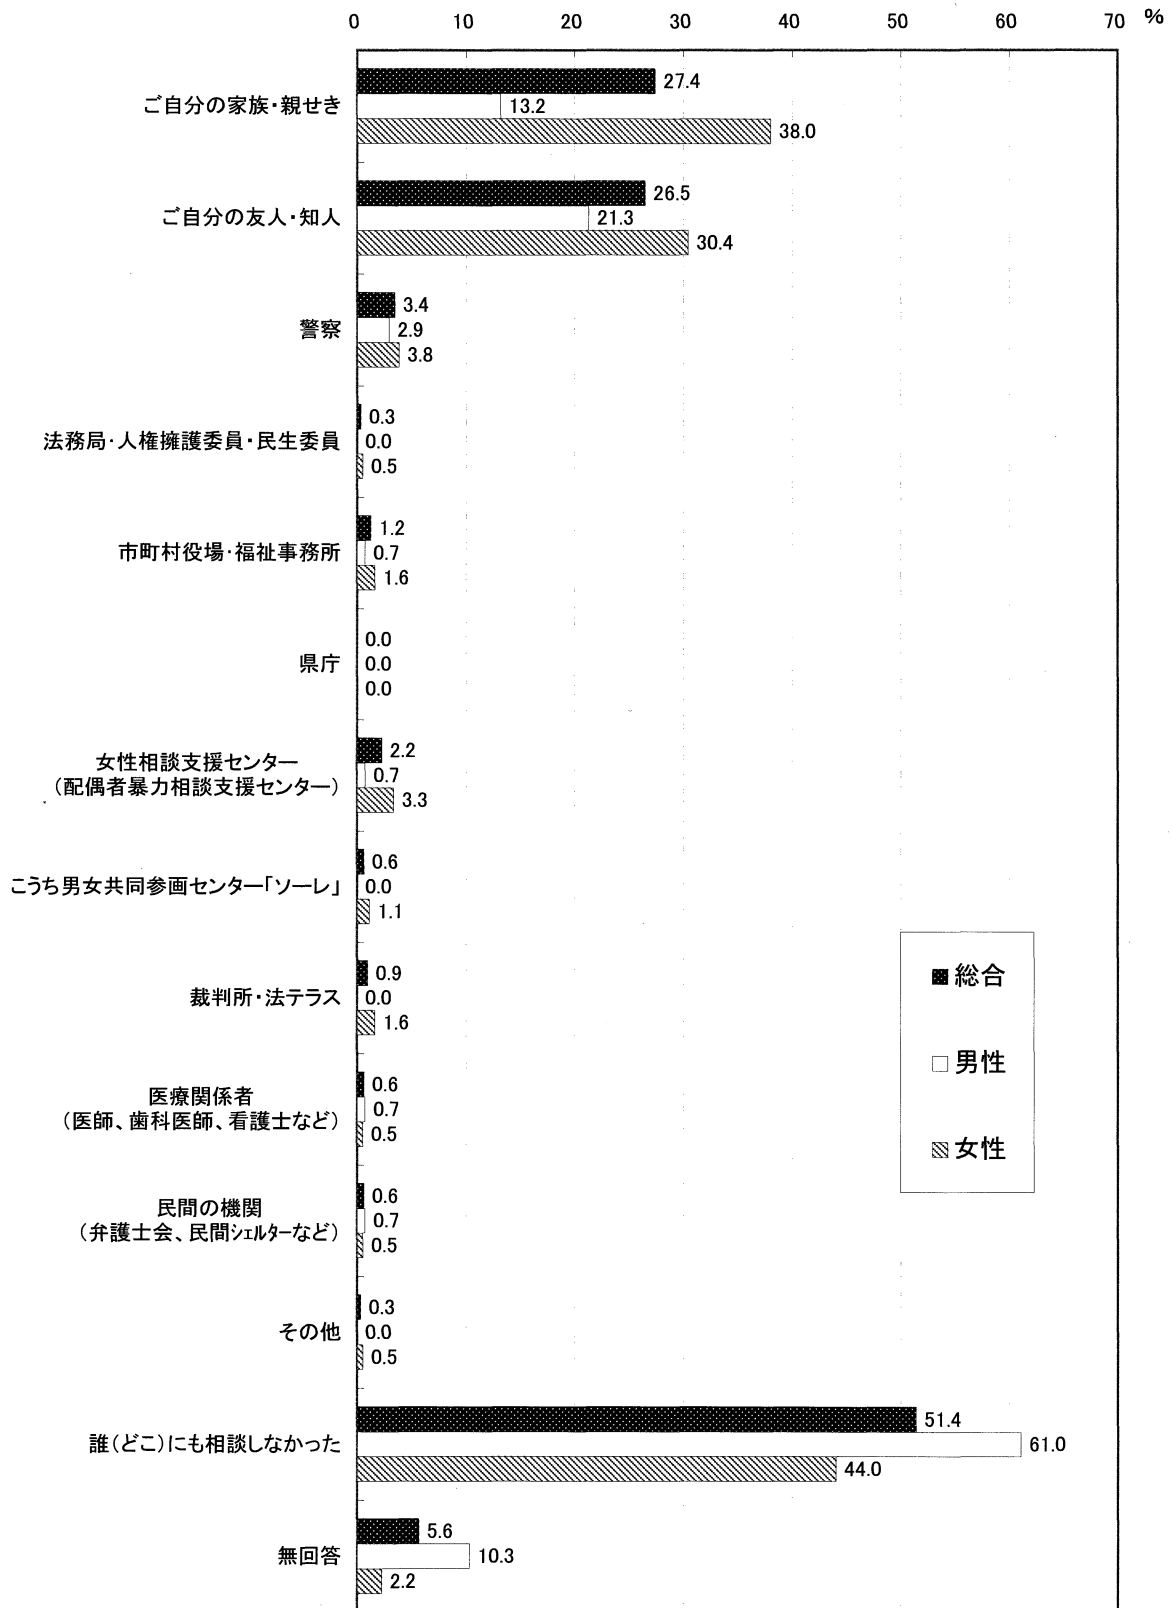 0 10 20 30 40 50 60 70 %
ご自分の家族・親せき
27.4
13.2
38.0
ご自分の友人・知人
26.5
21.3
30.4
警察
3.4
2.9
3.8
法務局・人権擁護委員・民生委員
0.3
0.0
0.5
市町村役場・福祉事務所
1.2
0.7
1.6
県庁
0.0
0.0
0.0
女性相談支援センター
（配偶者暴力相談支援センター）
2.2
0.7
3.3
こうち男女共同参画センター「ソーレ」
0.6
0.0
1.1
裁判所・法テラス
0.9
0.0
1.6
医療関係者
（医師、歯科医師、看護士など）
0.6
0.7
0.5
民間の機関
（弁護士会、民間ｼｪﾙﾀｰなど）
0.6
0.7
0.5
その他
0.3
0.0
0.5
誰（どこ）にも相談しなかった
51.4
61.0
44.0
無回答
5.6
10.3
2.2
総合
男性
女性